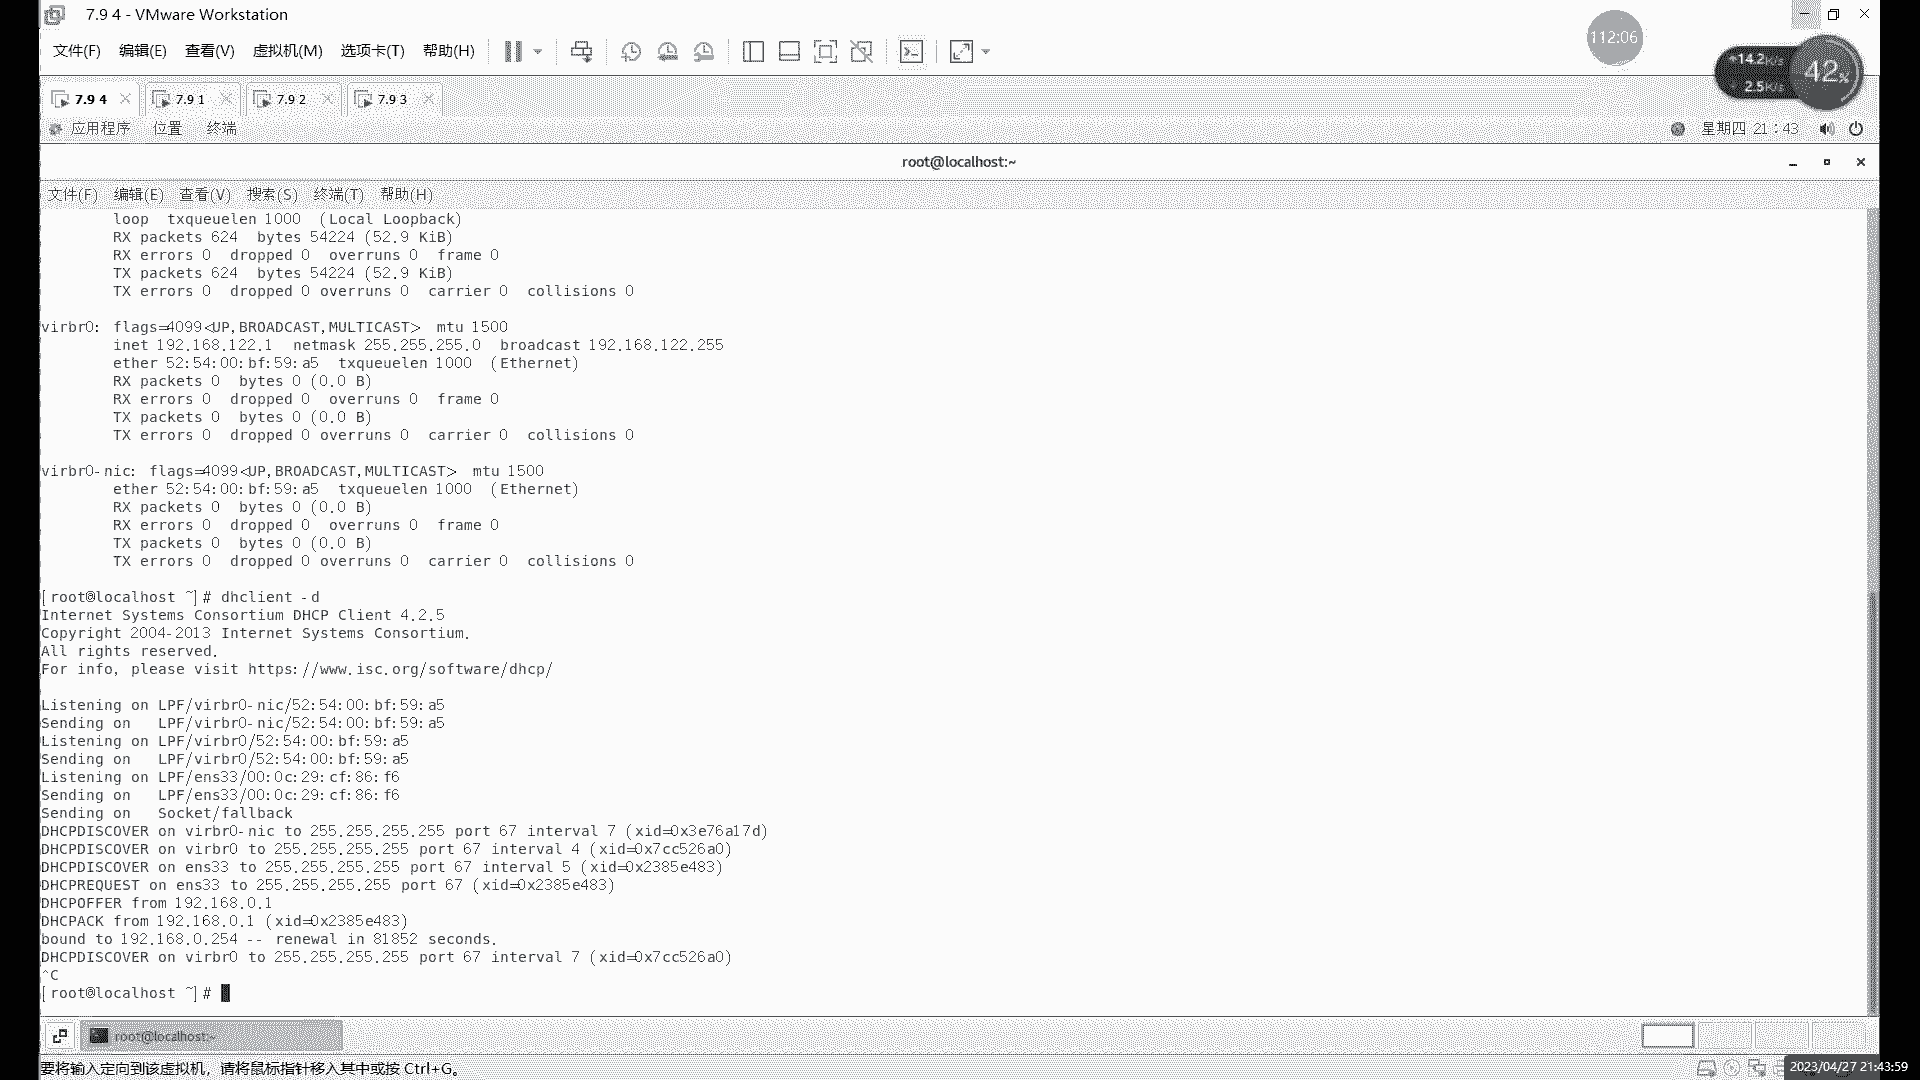 7.9 4 - VMware Workstation
文件(F) 编辑(E) 查看(V) 虚拟机(M) 选项卡(T) 帮助(H)
112:06
14.2K/s
2.5K/s
42%
7.9 4 7.9 1 7.9 2 7.9 3
应用程序 位置 终端 星期四 21：43
root@localhost:~
文件(F) 编辑(E) 查看(V) 搜索(S) 终端(T) 帮助(H)
loop txqueuelen 1000 (Local Loopback)
RX packets 624 bytes 54224 (52.9 KiB)
RX errors 0 dropped 0 overruns 0 frame 0
TX packets 624 bytes 54224 (52.9 KiB)
TX errors 0 dropped 0 overruns 0 carrier 0 collisions 0
virbr0: flags=4099<UP,BROADCAST,MULTICAST> mtu 1500
inet 192.168.122.1 netmask 255.255.255.0 broadcast 192.168.122.255
ether 52:54:00:bf:59:a5 txqueuelen 1000 (Ethernet)
RX packets 0 bytes 0 (0.0 B)
RX errors 0 dropped 0 overruns 0 frame 0
TX packets 0 bytes 0 (0.0 B)
TX errors 0 dropped 0 overruns 0 carrier 0 collisions 0
virbr0-nic: flags=4099<UP,BROADCAST,MULTICAST> mtu 1500
ether 52:54:00:bf:59:a5 txqueuelen 1000 (Ethernet)
RX packets 0 bytes 0 (0.0 B)
RX errors 0 dropped 0 overruns 0 frame 0
TX packets 0 bytes 0 (0.0 B)
TX errors 0 dropped 0 overruns 0 carrier 0 collisions 0
[root@localhost ~]# dhclient -d
Internet Systems Consortium DHCP Client 4.2.5
Copyright 2004-2013 Internet Systems Consortium.
All rights reserved.
For info, please visit https://www.isc.org/software/dhcp/
Listening on LPF/virbr0-nic/52:54:00:bf:59:a5
Sending on LPF/virbr0-nic/52:54:00:bf:59:a5
Listening on LPF/virbr0/52:54:00:bf:59:a5
Sending on LPF/virbr0/52:54:00:bf:59:a5
Listening on LPF/ens33/00:0c:29:cf:86:f6
Sending on LPF/ens33/00:0c:29:cf:86:f6
Sending on Socket/fallback
DHCPDISCOVER on virbr0-nic to 255.255.255.255 port 67 interval 7 (xid=0x3e76a17d)
DHCPDISCOVER on virbr0 to 255.255.255.255 port 67 interval 4 (xid=0x7cc526a0)
DHCPDISCOVER on ens33 to 255.255.255.255 port 67 interval 5 (xid=0x2385e483)
DHCPREQUEST on ens33 to 255.255.255.255 port 67 (xid=0x2385e483)
DHCPOFFER from 192.168.0.1
DHCPACK from 192.168.0.1 (xid=0x2385e483)
bound to 192.168.0.254 -- renewal in 81852 seconds.
DHCPDISCOVER on virbr0 to 255.255.255.255 port 67 interval 7 (xid=0x7cc526a0)
^C
[root@localhost ~]#
root@localhost:~
要将输入定向到该虚拟机，请将鼠标指针移入其中或按 Ctrl+G。
2023/04/27 21:43:59